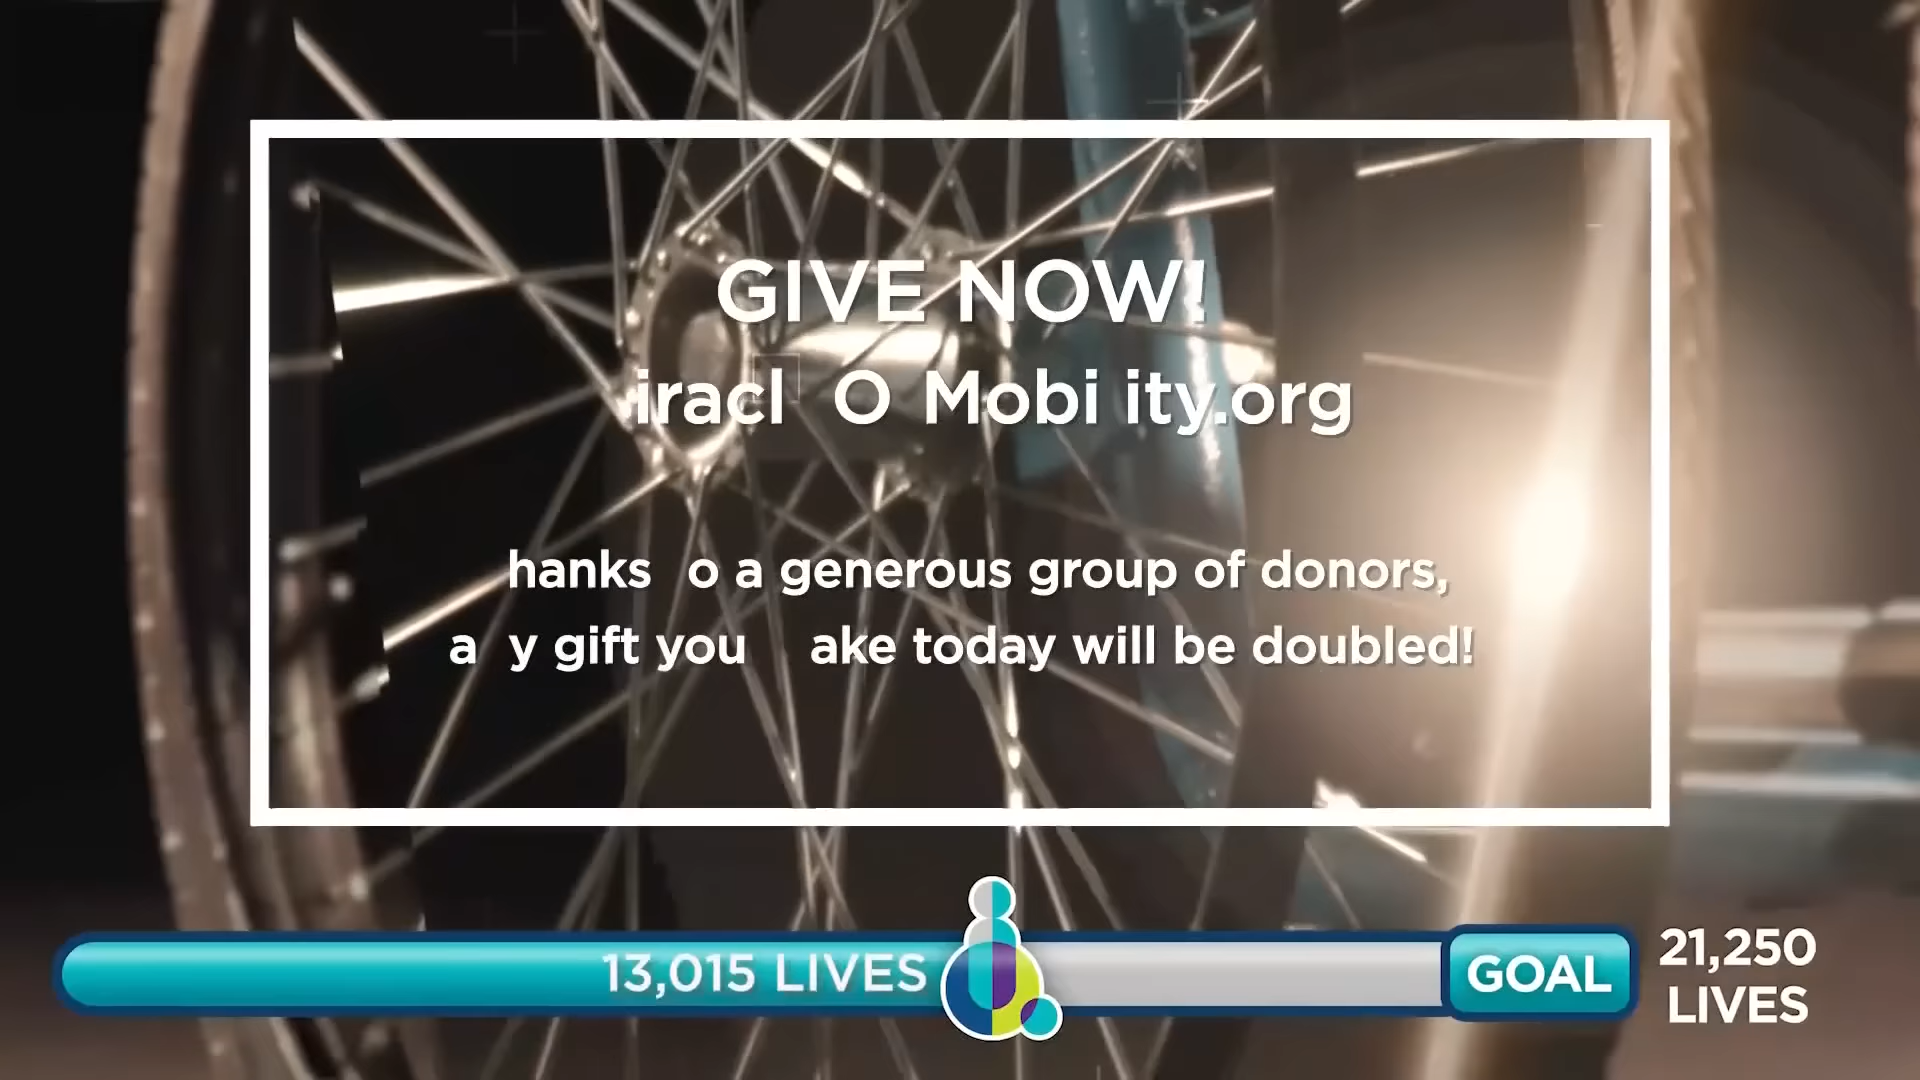 GIVE NOW!
iracl O Mobi ity.org
hanks o a generous group of donors,
a y gift you ake today will be doubled!
13,015 LIVES
GOAL
21,250
LIVES